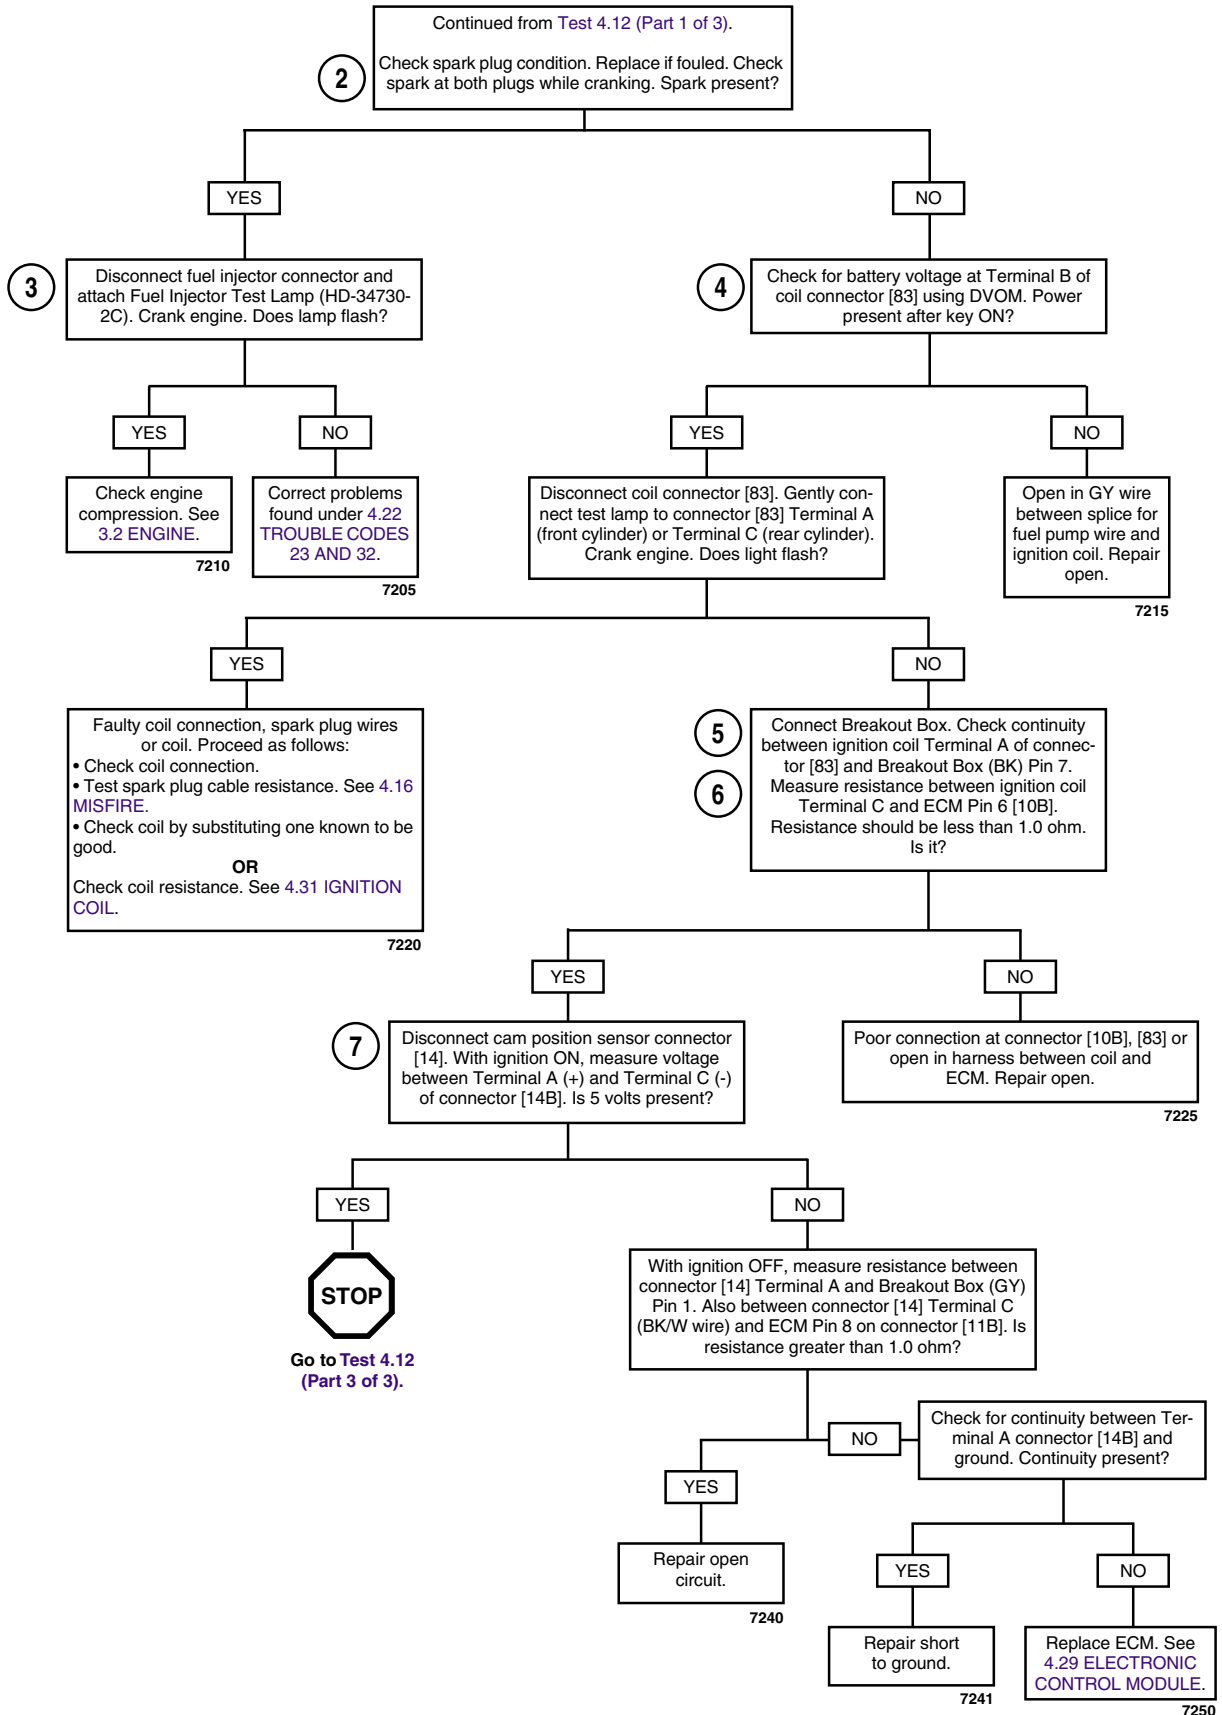 Continued from Test 4.12 (Part 1 of 3).
Check spark plug condition. Replace if fouled. Check
spark at both plugs while cranking. Spark present?
2
YES
NO
3
Disconnect fuel injector connector and
attach Fuel Injector Test Lamp (HD-34730-
2C). Crank engine. Does lamp flash?
4
Check for battery voltage at Terminal B of
coil connector [83] using DVOM. Power
present after key ON?
YES
NO
YES
NO
Check engine
compression. See
3.2 ENGINE.
7210
Correct problems
found under 4.22
TROUBLE CODES
23 AND 32.
7205
Disconnect coil connector [83]. Gently con-
nect test lamp to connector [83] Terminal A
(front cylinder) or Terminal C (rear cylinder).
Crank engine. Does light flash?
Open in GY wire
between splice for
fuel pump wire and
ignition coil. Repair
open.
7215
YES
NO
Faulty coil connection, spark plug wires
or coil. Proceed as follows:
• Check coil connection.
• Test spark plug cable resistance. See 4.16
MISFIRE.
• Check coil by substituting one known to be
good.
OR
Check coil resistance. See 4.31 IGNITION
COIL.
7220
5
6
Connect Breakout Box. Check continuity
between ignition coil Terminal A of connec-
tor [83] and Breakout Box (BK) Pin 7.
Measure resistance between ignition coil
Terminal C and ECM Pin 6 [10B].
Resistance should be less than 1.0 ohm.
Is it?
YES
NO
7
Disconnect cam position sensor connector
[14]. With ignition ON, measure voltage
between Terminal A (+) and Terminal C (-)
of connector [14B]. Is 5 volts present?
Poor connection at connector [10B], [83] or
open in harness between coil and
ECM. Repair open.
7225
YES
NO
STOP
Go to Test 4.12
(Part 3 of 3).
With ignition OFF, measure resistance between
connector [14] Terminal A and Breakout Box (GY)
Pin 1. Also between connector [14] Terminal C
(BK/W wire) and ECM Pin 8 on connector [11B]. Is
resistance greater than 1.0 ohm?
NO
Check for continuity between Ter-
minal A connector [14B] and
ground. Continuity present?
YES
Repair open
circuit.
7240
YES
NO
Repair short
to ground.
7241
Replace ECM. See
4.29 ELECTRONIC
CONTROL MODULE.
7250